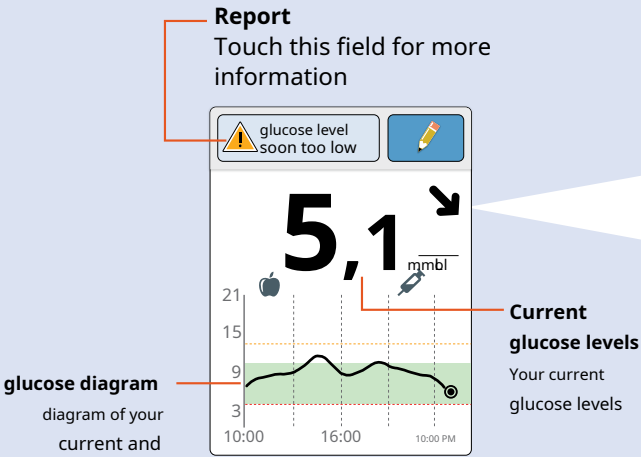 Report
Touch this field for more
information
glucose level
soon too low
5,1
mmol
21
15
9
3
10:00
16:00
10:00 PM
Current
glucose levels
Your current
glucose levels
glucose diagram
diagram of your
current and